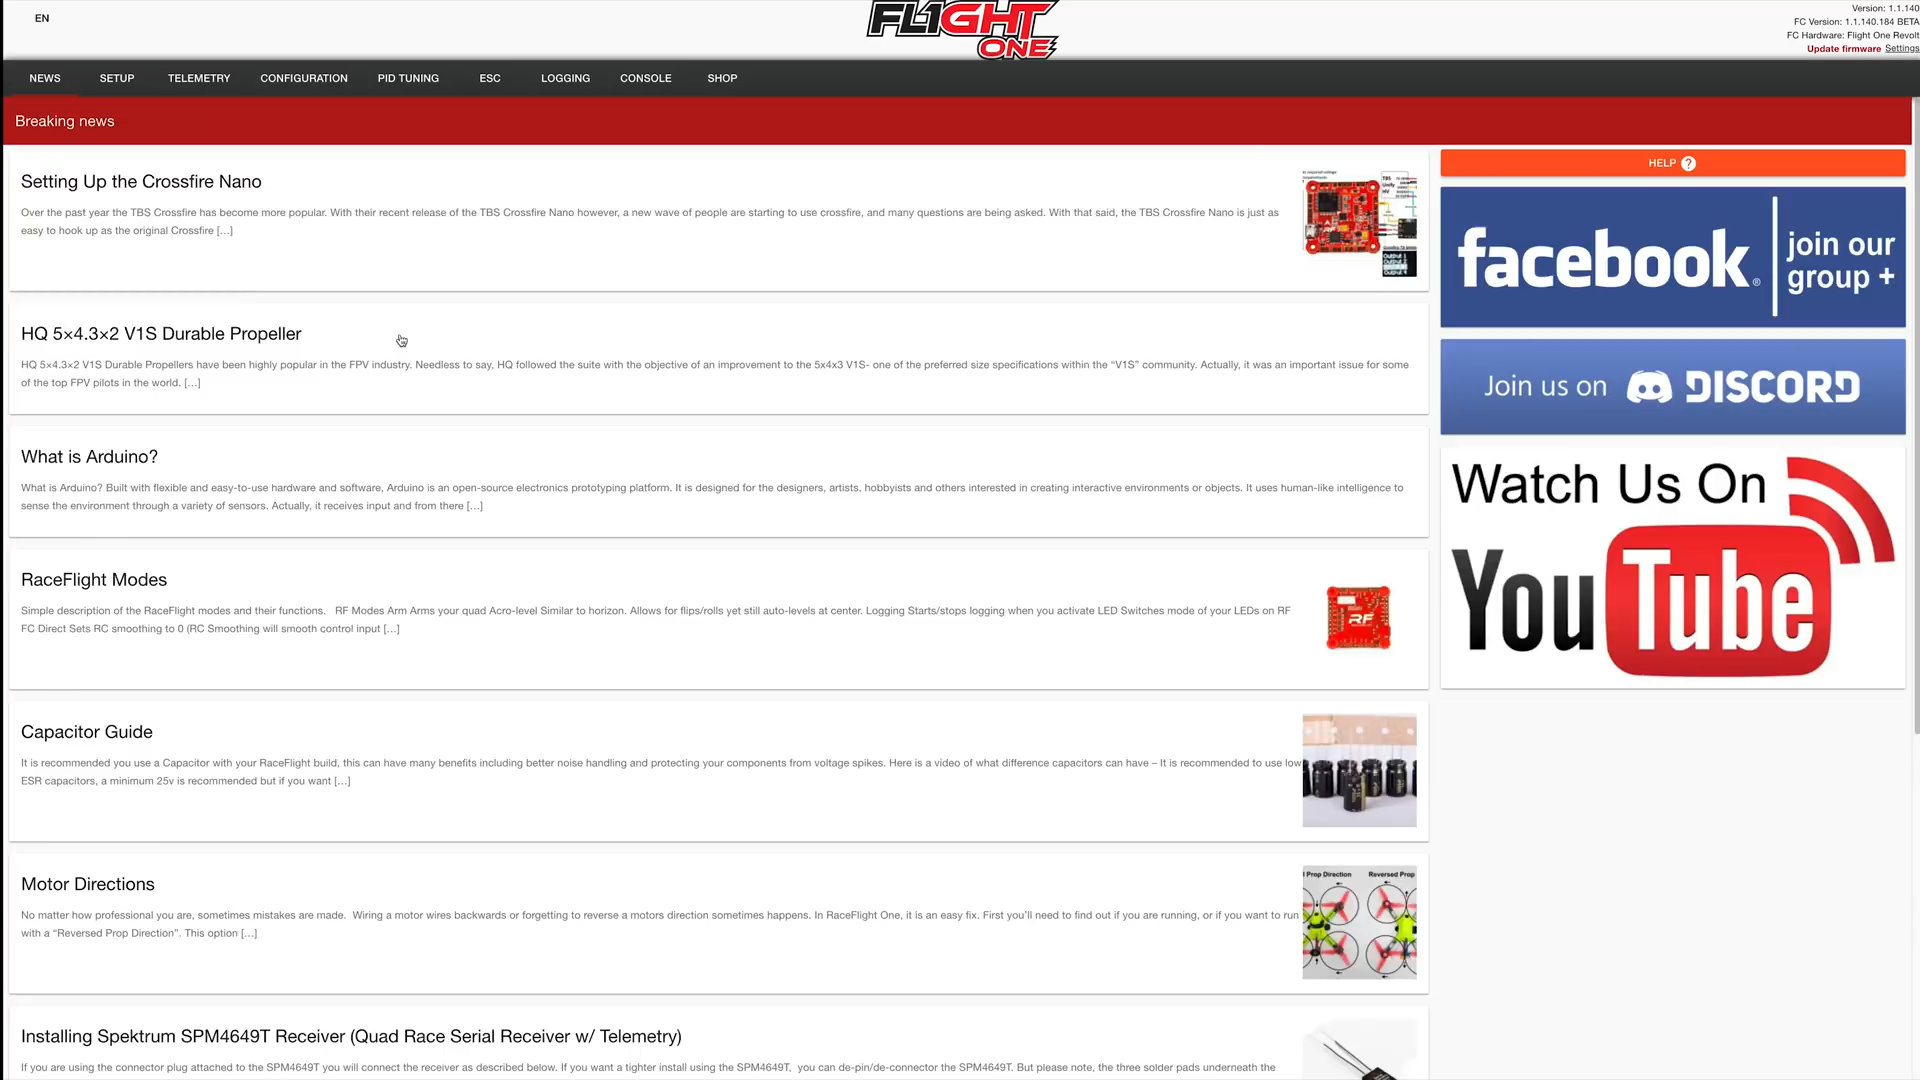 EN
FL1GHT
ONE
Version: 1.1.140
FC Version: 1.1.140.184 BETA
FC Hardware: Flight One Revolt
Update firmware Settings
NEWS SETUP TELEMETRY CONFIGURATION PID TUNING ESC LOGGING CONSOLE SHOP
Breaking news
Setting Up the Crossfire Nano
Over the past year the TBS Crossfire has become more popular. With their recent release of the TBS Crossfire Nano however, a new wave of people are starting to use crossfire, and many questions are being asked. With that said, the TBS Crossfire Nano is just as
easy to hook up as the original Crossfire […]
HQ 5×4.3×2 V1S Durable Propeller
HQ 5×4.3×2 V1S Durable Propellers have been highly popular in the FPV industry. Needless to say, HQ followed the suite with the objective of an improvement to the 5x4x3 V1S- one of the preferred size specifications within the “V1S” community. Actually, it was an important issue for some
of the top FPV pilots in the world. […]
What is Arduino?
What is Arduino? Built with flexible and easy-to-use hardware and software, Arduino is an open-source electronics prototyping platform. It is designed for the designers, artists, hobbyists and others interested in creating interactive environments or objects. It uses human-like intelligence to
sense the environment through a variety of sensors. Actually, it receives input and from there […]
RaceFlight Modes
Simple description of the RaceFlight modes and their functions.   RF Modes Arm Arms your quad Acro-level Similar to horizon. Allows for flips/rolls yet still auto-levels at center. Logging Starts/stops logging when you activate LED Switches mode of your LEDs on RF
FC Direct Sets RC smoothing to 0 (RC Smoothing will smooth control input […]
RF
Capacitor Guide
It is recommended you use a Capacitor with your RaceFlight build, this can have many benefits including better noise handling and protecting your components from voltage spikes. Here is a video of what difference capacitors can have – It is recommended to use low
ESR capacitors, a minimum 25v is recommended but if you want […]
Motor Directions
No matter how professional you are, sometimes mistakes are made.  Wiring a motor wires backwards or forgetting to reverse a motors direction sometimes happens. In RaceFlight One, it is an easy fix. First you’ll need to find out if you are running, or if you want to run
with a “Reversed Prop Direction”. This option […]
Prop Direction Reversed Prop
Installing Spektrum SPM4649T Receiver (Quad Race Serial Receiver w/ Telemetry)
If you are using the connector plug attached to the SPM4649T you will connect the receiver as described below. If you want a tighter install using the SPM4649T,  you can de-pin/de-connector the SPM4649T. But please note, the three solder pads underneath the
HELP ?
facebook® join our
group +
Join us on DISCORD
Watch Us On
YouTube